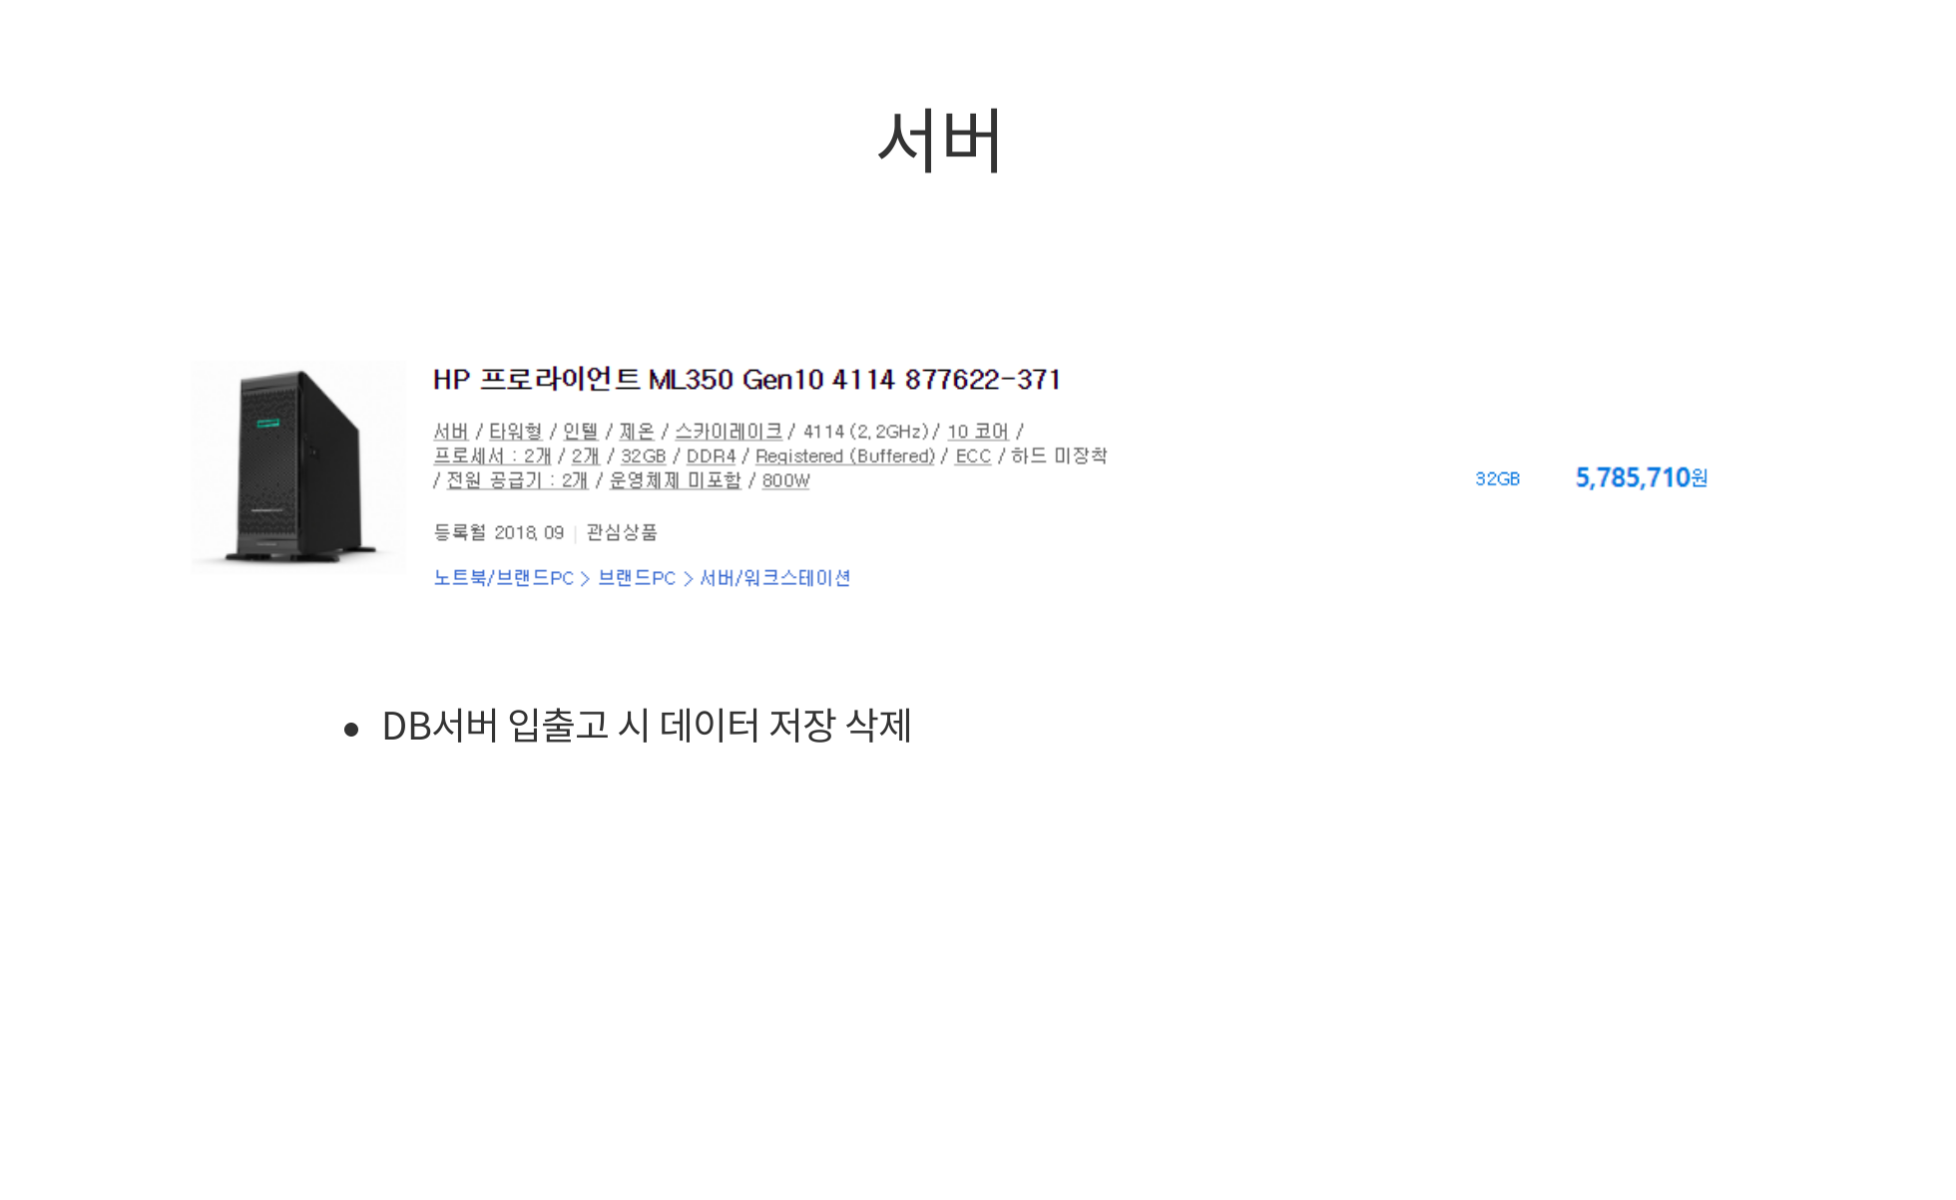 서버
HP 프로라이언트 ML350 Gen10 4114 877622-371
서버 / 타워형 / 인텔 / 제온 / 스카이레이크 / 4114 (2.2GHz) / 10 코어 /
프로세서 : 2개 / 2개 / 32GB / DDR4 / Registered (Buffered) / ECC / 하드 미장착
/ 전원 공급기 : 2개 / 운영체제 미포함 / 800W
32GB 5,785,710원
등록월 2018.09 | 관심상품
노트북/브랜드PC > 브랜드PC > 서버/워크스테이션
• DB서버 입출고 시 데이터 저장 삭제